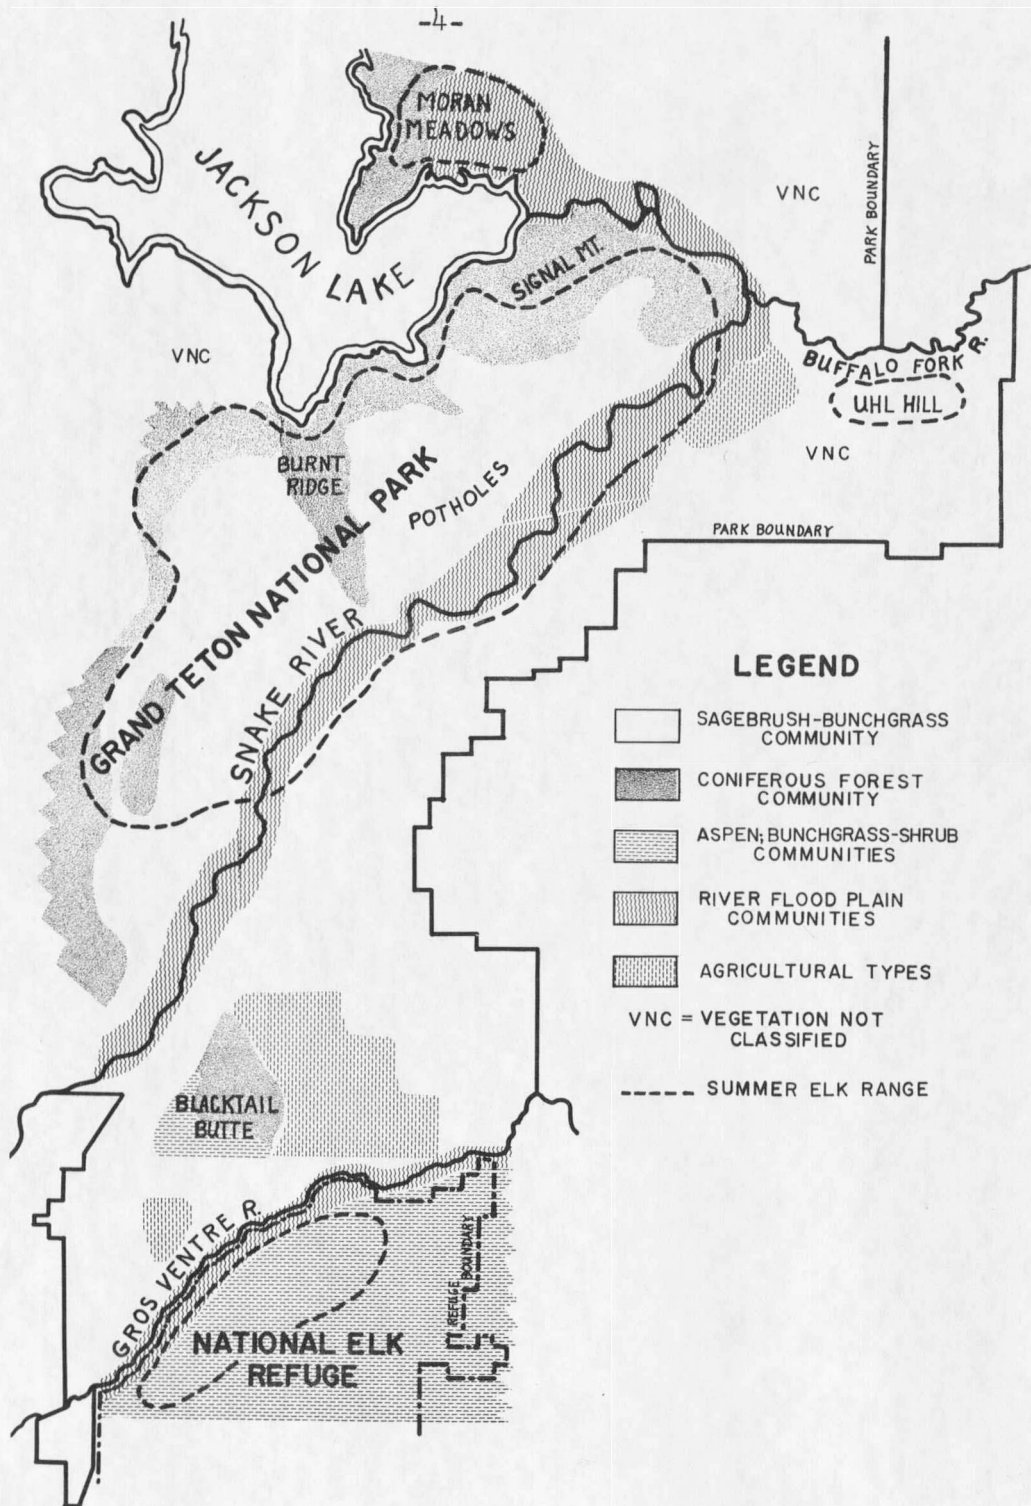 -4-
MORAN
MEADOWS
JACKSON LAKE
VNC
PARK BOUNDARY
SIGNAL MT.
VNC
BUFFALO FORK R.
UHL HILL
VNC
BURNT
RIDGE
GRAND TETON NATIONAL PARK
POTHOLES
PARK BOUNDARY
SNAKE RIVER
LEGEND
SAGEBRUSH-BUNCHGRASS
COMMUNITY
CONIFEROUS FOREST
COMMUNITY
ASPEN; BUNCHGRASS-SHRUB
COMMUNITIES
RIVER FLOOD PLAIN
COMMUNITIES
AGRICULTURAL TYPES
VNC = VEGETATION NOT
CLASSIFIED
SUMMER ELK RANGE
BLACKTAIL
BUTTE
GROS VENTRE R.
REFUGE
BOUNDARY
NATIONAL ELK
REFUGE